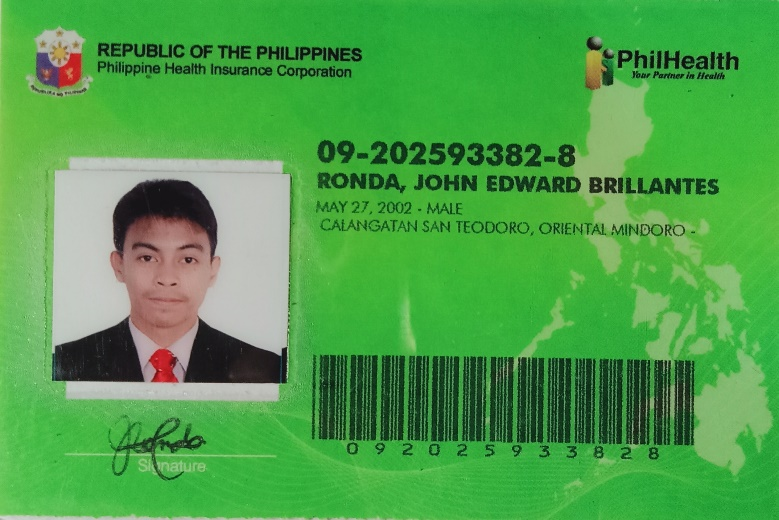 REPUBLIC OF THE PHILIPPINES
Philippine Health Insurance Corporation
PhilHealth
Your Partner in Health
09-202593382-8
RONDA, JOHN EDWARD BRILLANTES
MAY 27, 2002 - MALE
CALANGATAN SAN TEODORO, ORIENTAL MINDORO -
092025933828
Signature